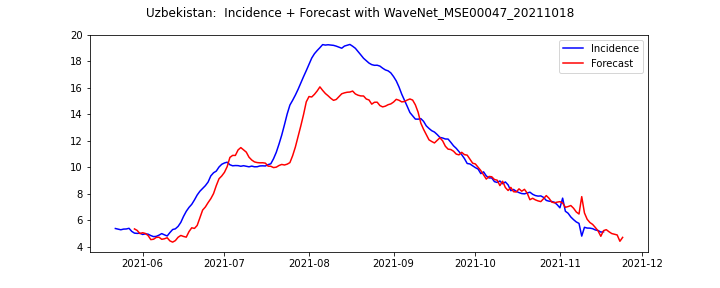 Uzbekistan:  Incidence + Forecast with WaveNet_MSE00047_20211018
20
18
16
14
12
10
8
6
4
Incidence
Forecast
2021-06 2021-07 2021-08 2021-09 2021-10 2021-11 2021-12